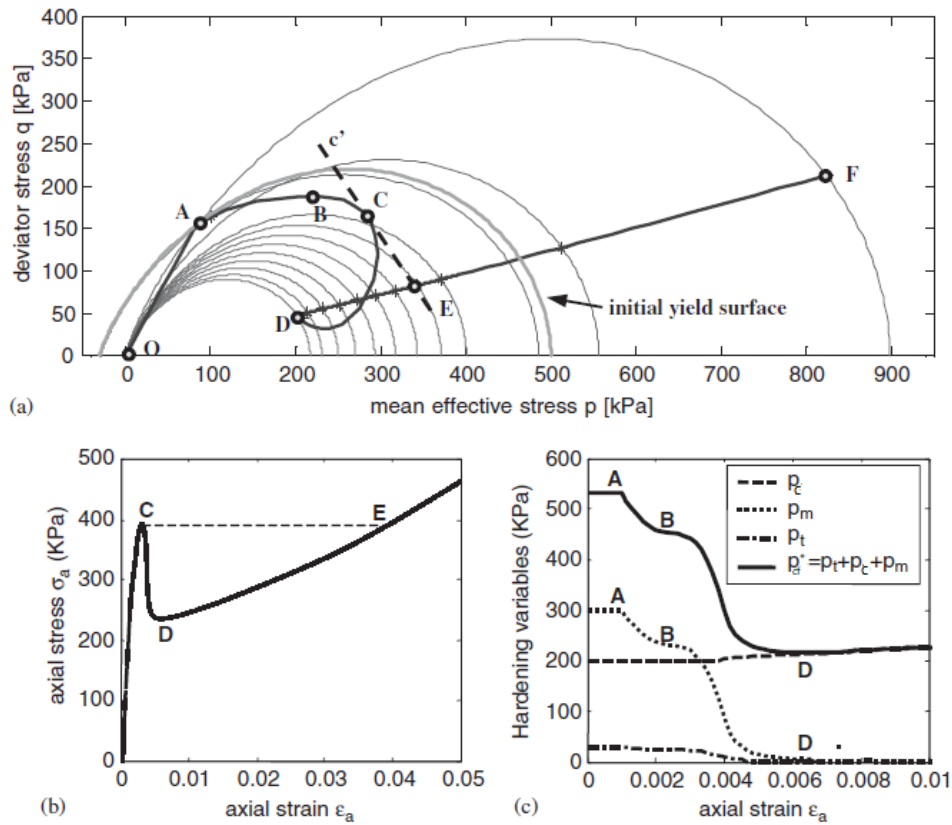 400
350
300
250
200
150
100
50
0
deviator stress q [kPa]
A
B
C
c'
D
E
F
O
initial yield surface
0 100 200 300 400 500 600 700 800 900
mean effective stress p [kPa]
(a)
500
400
300
200
100
0
axial stress σa (KPa)
C
D
E
0 0.01 0.02 0.03 0.04 0.05
axial strain εa
(b)
600
500
400
300
200
100
0
Hardening variables (KPa)
A
B
A
B
D
D
pc
pm
pt
pa*=pt+pc+pm
0 0.002 0.004 0.006 0.008 0.01
axial strain εa
(c)